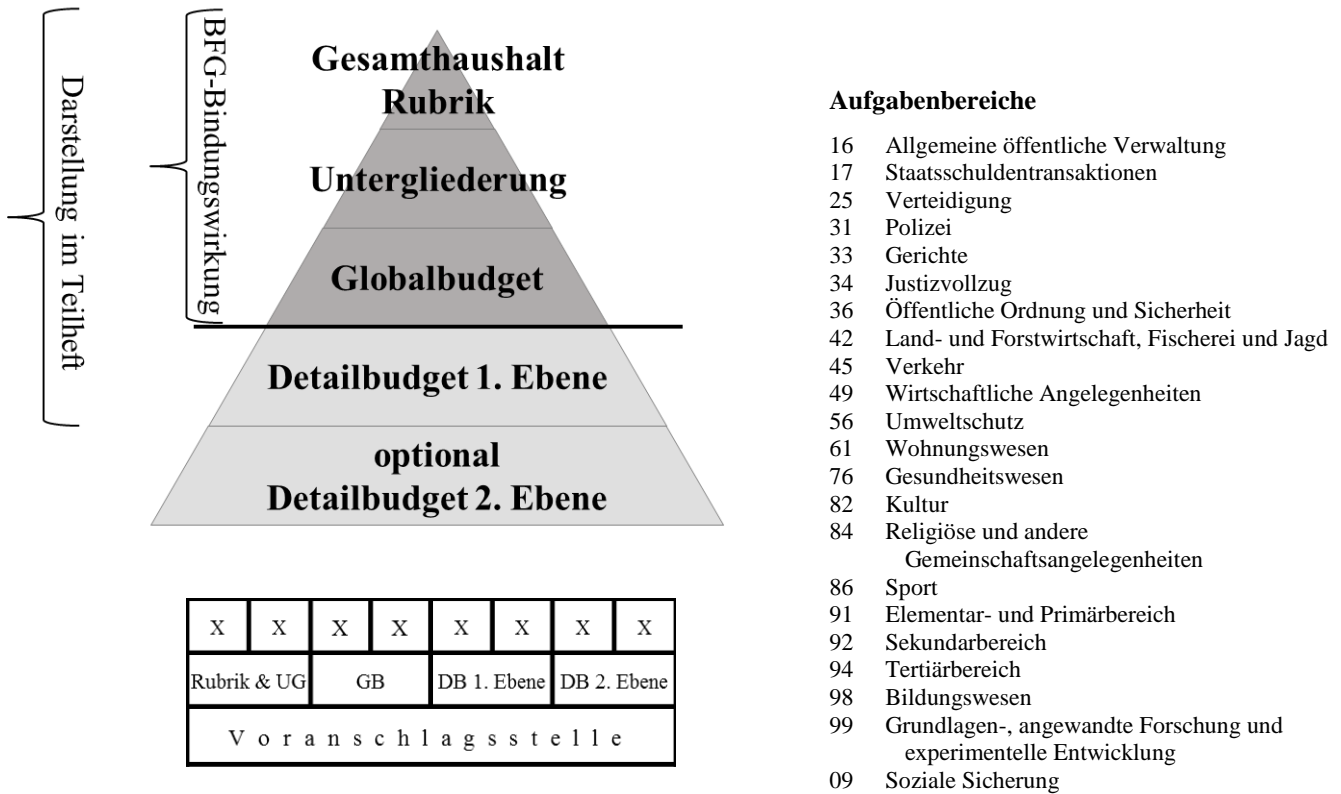 Darstellung im Teilheft
BFG-Bindungswirkung
Gesamthaushalt
Rubrik
Untergliederung
Globalbudget
Detailbudget 1. Ebene
optional
Detailbudget 2. Ebene
X X X X X X X X
Rubrik & UG GB DB 1. Ebene DB 2. Ebene
Voranschlagsstelle
Aufgabenbereiche
16 Allgemeine öffentliche Verwaltung
17 Staatsschuldentransaktionen
25 Verteidigung
31 Polizei
33 Gerichte
34 Justizvollzug
36 Öffentliche Ordnung und Sicherheit
42 Land- und Forstwirtschaft, Fischerei und Jagd
45 Verkehr
49 Wirtschaftliche Angelegenheiten
56 Umweltschutz
61 Wohnungswesen
76 Gesundheitswesen
82 Kultur
84 Religiöse und andere
Gemeinschaftsangelegenheiten
86 Sport
91 Elementar- und Primärbereich
92 Sekundarbereich
94 Tertiärbereich
98 Bildungswesen
99 Grundlagen-, angewandte Forschung und
experimentelle Entwicklung
09 Soziale Sicherung